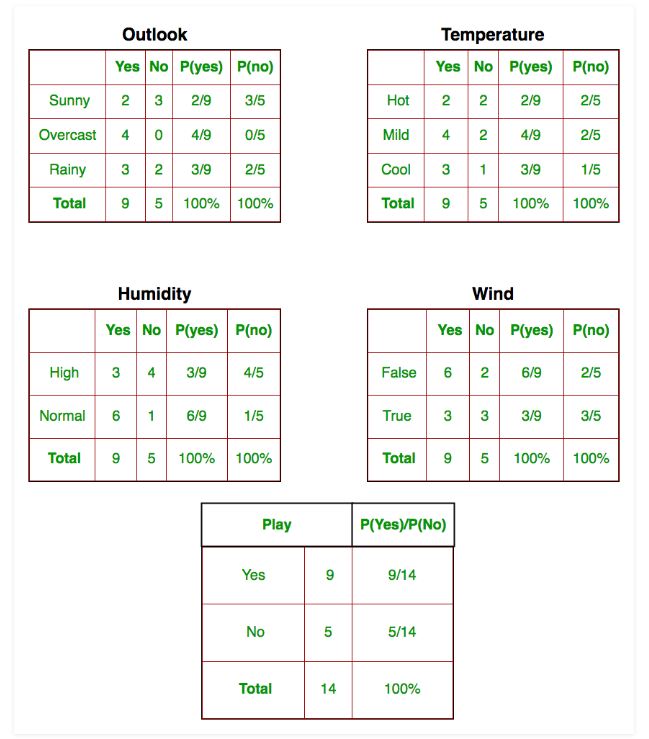 Outlook
Yes No P(yes) P(no)
Sunny 2 3 2/9 3/5
Overcast 4 0 4/9 0/5
Rainy 3 2 3/9 2/5
Total 9 5 100% 100%
Temperature
Yes No P(yes) P(no)
Hot 2 2 2/9 2/5
Mild 4 2 4/9 2/5
Cool 3 1 3/9 1/5
Total 9 5 100% 100%
Humidity
Yes No P(yes) P(no)
High 3 4 3/9 4/5
Normal 6 1 6/9 1/5
Total 9 5 100% 100%
Wind
Yes No P(yes) P(no)
False 6 2 6/9 2/5
True 3 3 3/9 3/5
Total 9 5 100% 100%
Play P(Yes)/P(No)
Yes 9 9/14
No 5 5/14
Total 14 100%